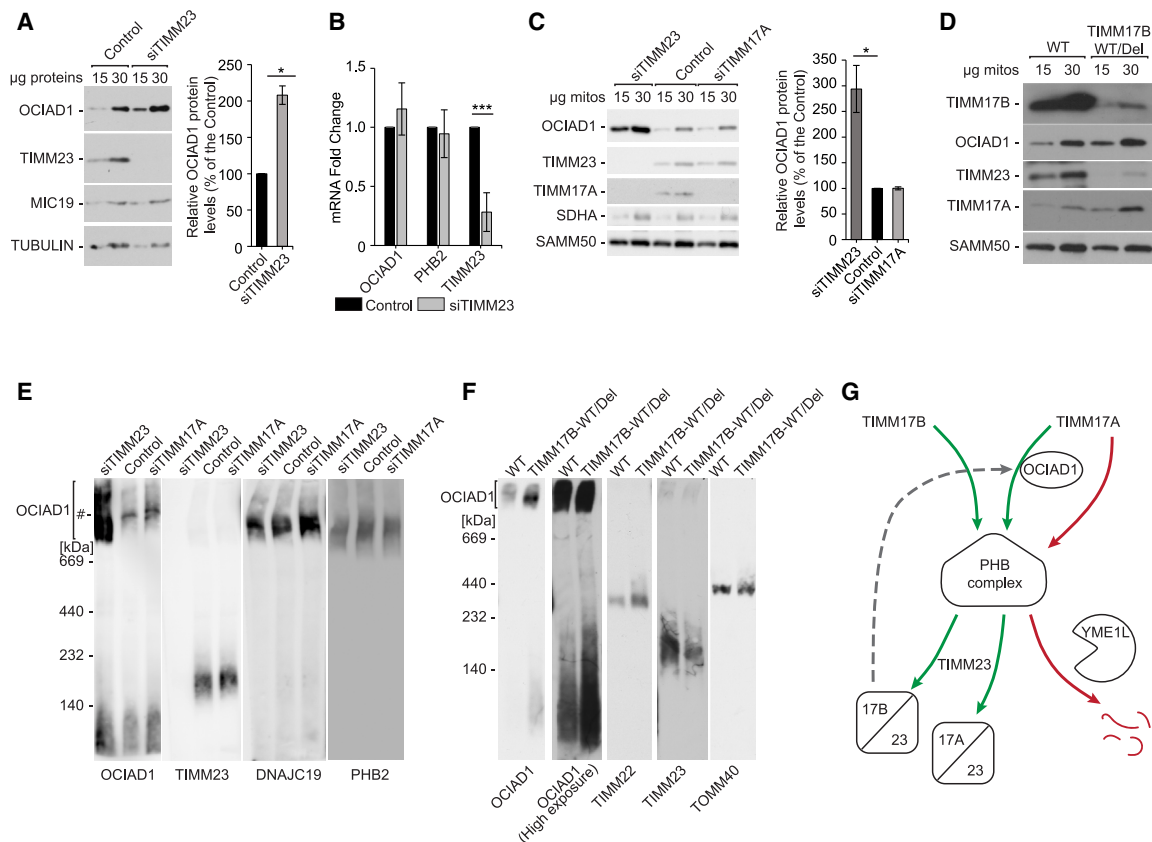 A
Control
siTIMM23
µg proteins 15 30 15 30
OCIAD1
TIMM23
MIC19
TUBULIN
Relative OCIAD1 protein
levels (% of the Control)
200
150
100
50
0
*
Control
siTIMM23
B
mRNA Fold Change
1.5
1.0
0.5
0
***
OCIAD1
PHB2
TIMM23
Control
siTIMM23
C
siTIMM23
Control
siTIMM17A
µg mitos 15 30 15 30 15 30
OCIAD1
TIMM23
TIMM17A
SDHA
SAMM50
Relative OCIAD1 protein
levels (% of the Control)
350
300
250
200
150
100
50
0
*
siTIMM23
Control
siTIMM17A
D
WT
TIMM17B
WT/Del
µg mitos 15 30 15 30
TIMM17B
OCIAD1
TIMM23
TIMM17A
SAMM50
E
siTIMM23
Control
siTIMM17A
siTIMM23
Control
siTIMM17A
siTIMM23
Control
siTIMM17A
siTIMM23
Control
siTIMM17A
OCIAD1
#
[kDa]
669
440
232
140
OCIAD1
TIMM23
DNAJC19
PHB2
F
WT
TIMM17B-WT/Del
WT
TIMM17B-WT/Del
WT
TIMM17B-WT/Del
WT
TIMM17B-WT/Del
WT
TIMM17B-WT/Del
OCIAD1
[kDa]
669
440
232
140
OCIAD1
OCIAD1
(High exposure)
TIMM22
TIMM23
TOMM40
G
TIMM17B
TIMM17A
OCIAD1
PHB
complex
YME1L
TIMM23
17B
23
17A
23